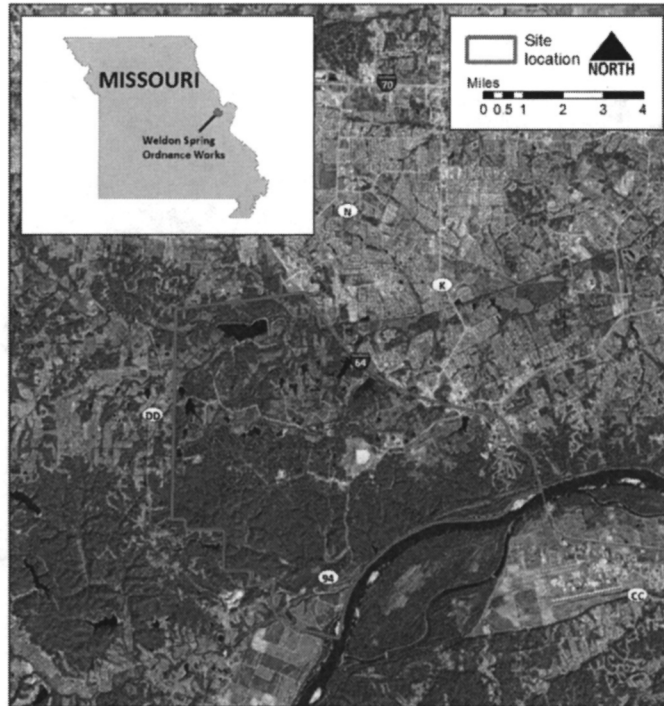 MISSOURI
Weldon Spring
Ordnance Works
Site
location
NORTH
Miles
0 0.5 1 2 3 4
70
N
K
64
DD
94
CC